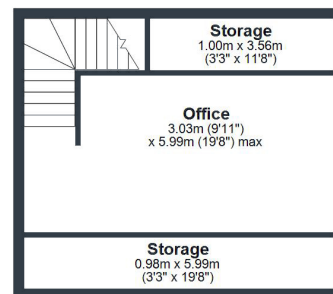 Storage
1.00m x 3.56m
(3'3" x 11'8")
Office
3.03m (9'11")
x 5.99m (19'8") max
Storage
0.98m x 5.99m
(3'3" x 19'8")